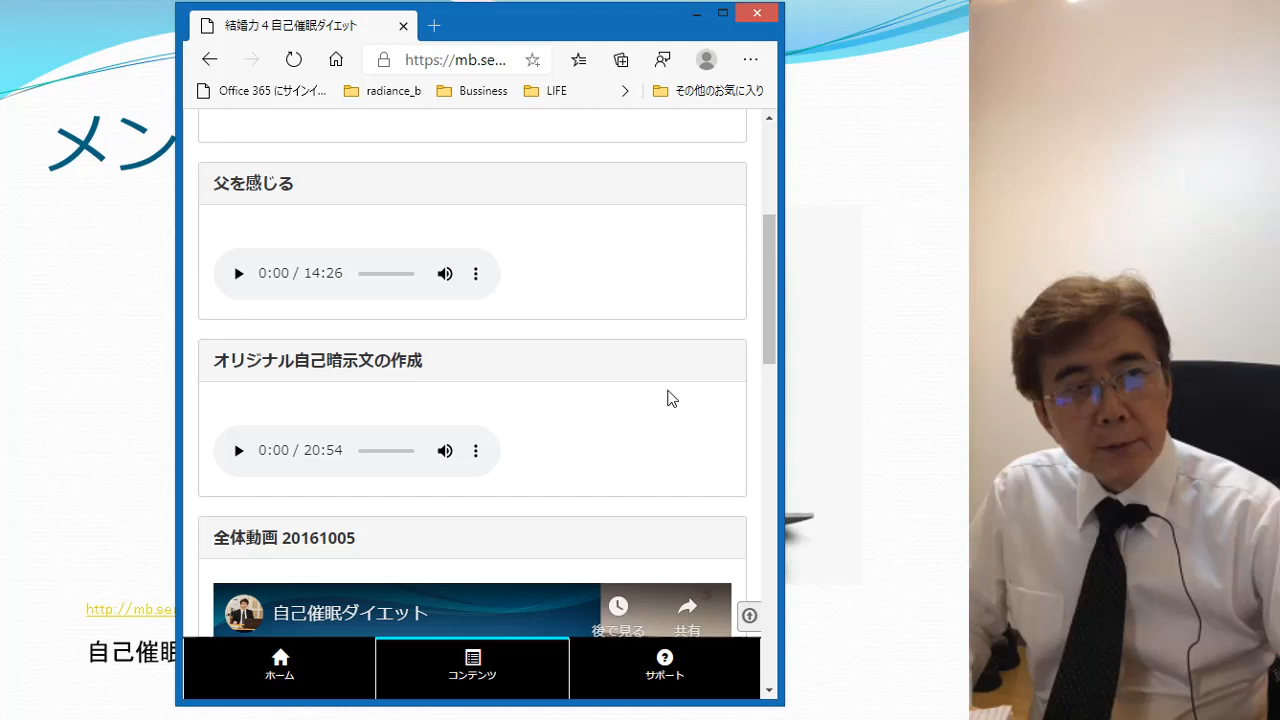 結婚力４自己催眠ダイエット
https://mb.se...
Office 365 にサインイ...
radiance_b
Bussiness
LIFE
その他のお気に入り
メン
父を感じる
0:00 / 14:26
オリジナル自己暗示文の作成
0:00 / 20:54
全体動画 20161005
自己催眠ダイエット
後で見る
共有
http://mb.se
自己催眠
ホーム
コンテンツ
サポート